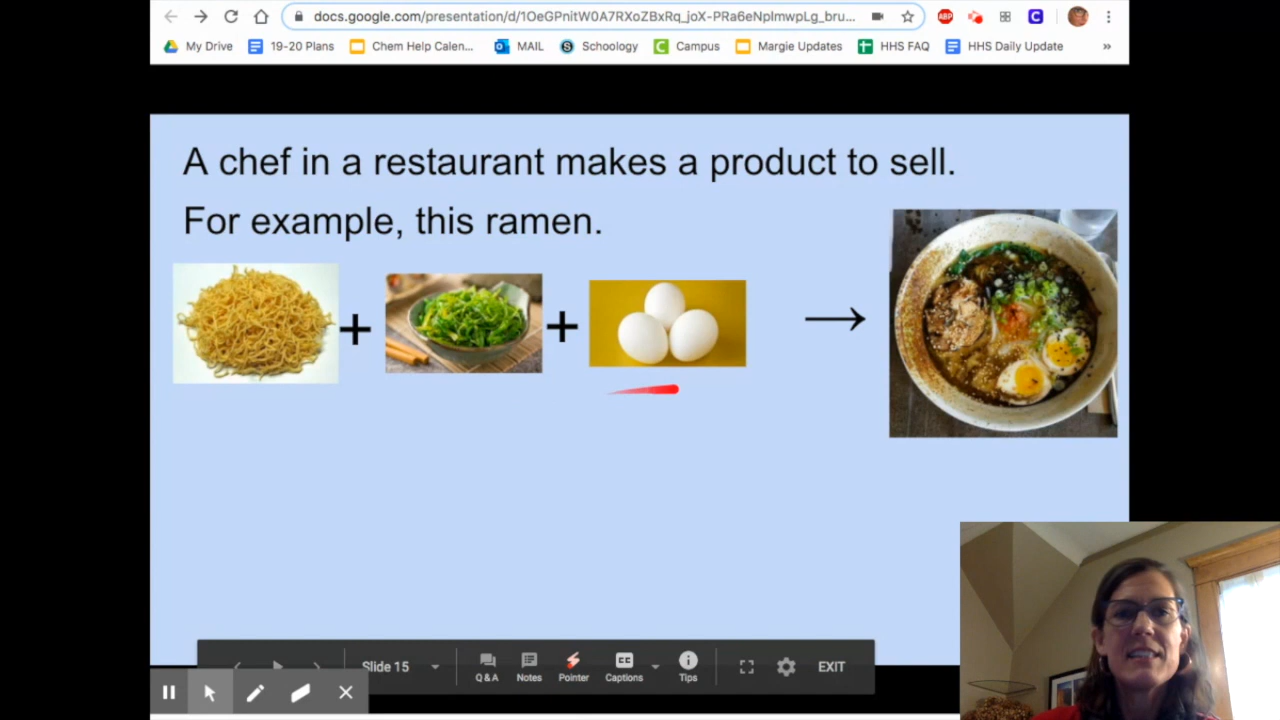 docs.google.com/presentation/d/1OeGPnitW0A7RXoZBxRq_joX-PRa6eNplmwpLg_bru...
ABP
C
My Drive
19-20 Plans
Chem Help Calen...
MAIL
Schoology
Campus
Margie Updates
HHS FAQ
HHS Daily Update
»
A chef in a restaurant makes a product to sell.
For example, this ramen.
+ + →
Slide 15
Q & A
Notes
Pointer
CC
Captions
Tips
EXIT